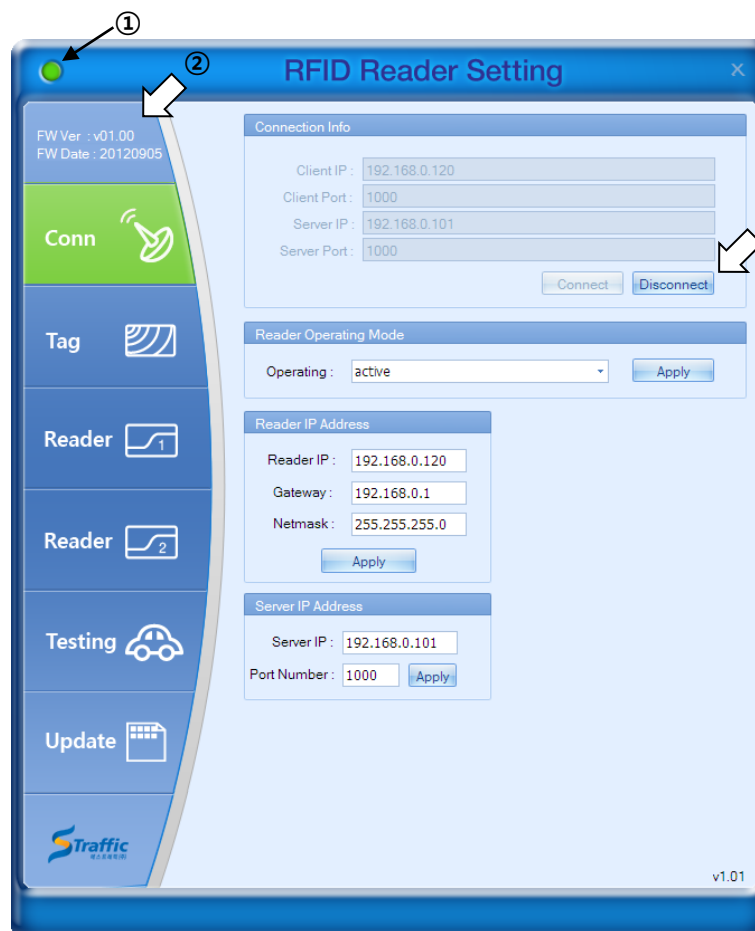 ①
②
RFID Reader Setting
FW Ver : v01.00
FW Date : 20120905
Conn
Tag
Reader 1
Reader 2
Testing
Update
STraffic
Connection Info
Client IP : 192.168.0.120
Client Port : 1000
Server IP : 192.168.0.101
Server Port : 1000
Connect Disconnect
Reader Operating Mode
Operating : active Apply
Reader IP Address
Reader IP : 192.168.0.120
Gateway : 192.168.0.1
Netmask : 255.255.255.0
Apply
Server IP Address
Server IP : 192.168.0.101
Port Number : 1000 Apply
v1.01